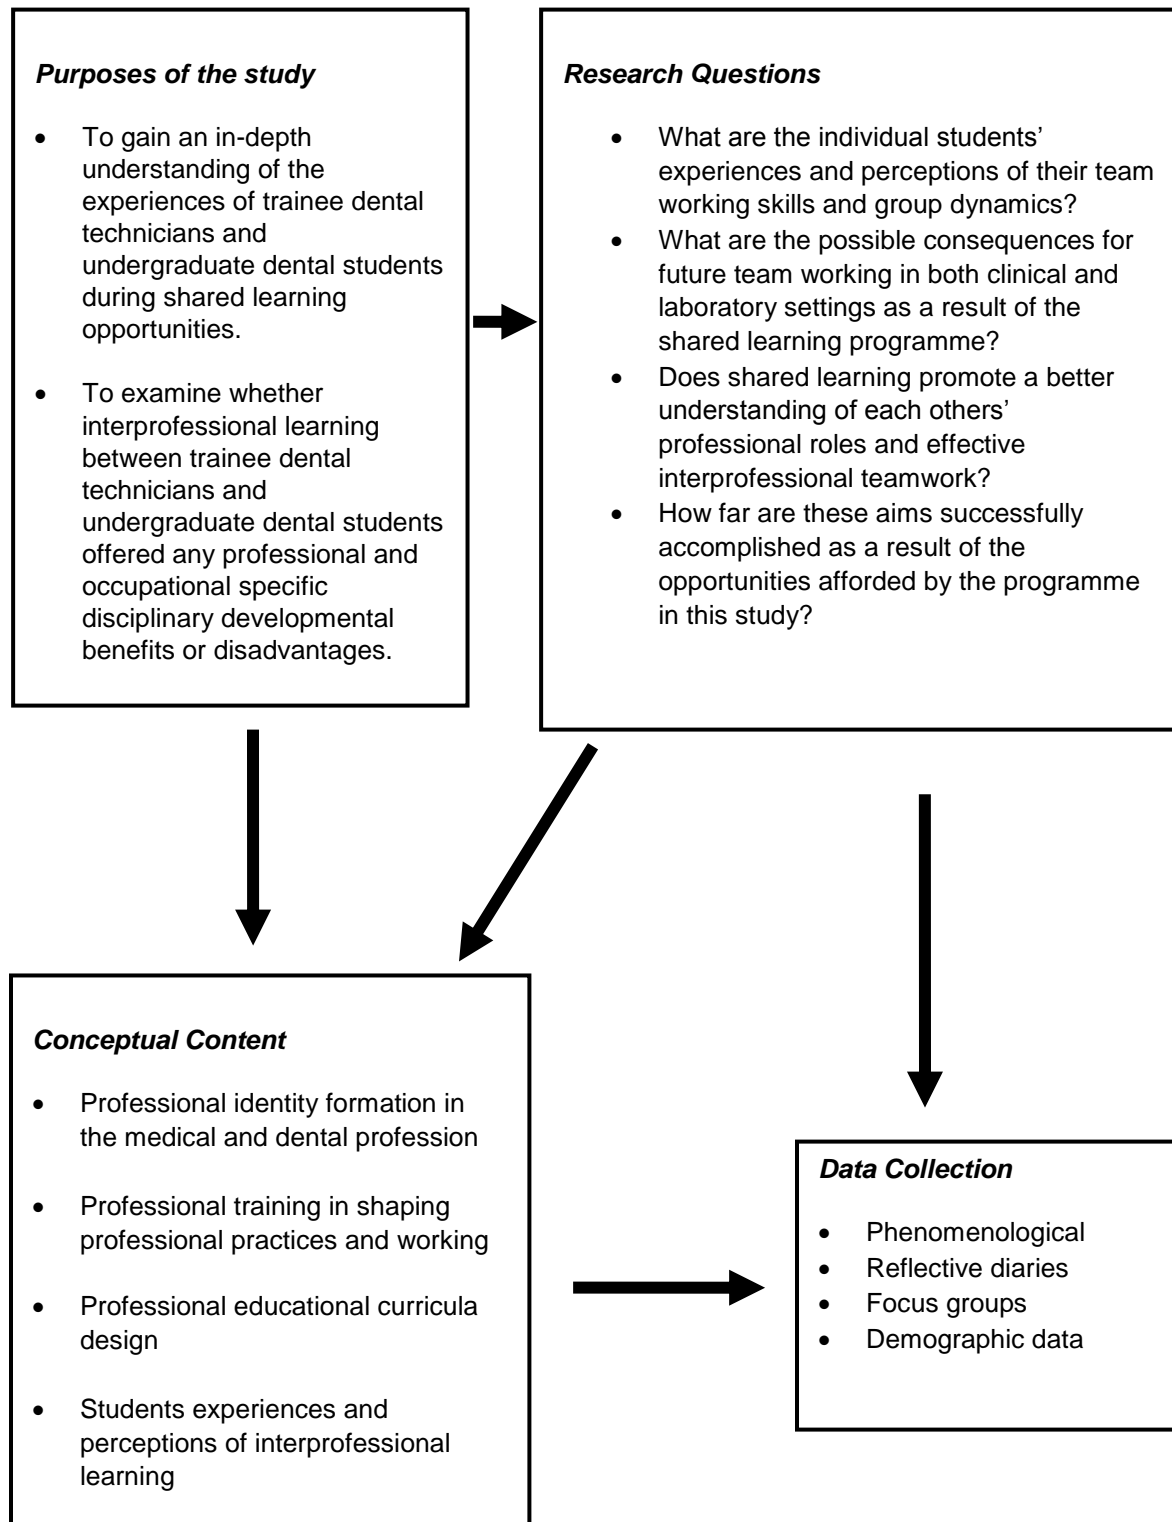 Purposes of the study
• To gain an in-depth
understanding of the
experiences of trainee dental
technicians and
undergraduate dental students
during shared learning
opportunities.
• To examine whether
interprofessional learning
between trainee dental
technicians and
undergraduate dental students
offered any professional and
occupational specific
disciplinary developmental
benefits or disadvantages.
Research Questions
• What are the individual students’
experiences and perceptions of their team
working skills and group dynamics?
• What are the possible consequences for
future team working in both clinical and
laboratory settings as a result of the
shared learning programme?
• Does shared learning promote a better
understanding of each others’
professional roles and effective
interprofessional teamwork?
• How far are these aims successfully
accomplished as a result of the
opportunities afforded by the programme
in this study?
Conceptual Content
• Professional identity formation in
the medical and dental profession
• Professional training in shaping
professional practices and working
• Professional educational curricula
design
• Students experiences and
perceptions of interprofessional
learning
Data Collection
• Phenomenological
• Reflective diaries
• Focus groups
• Demographic data